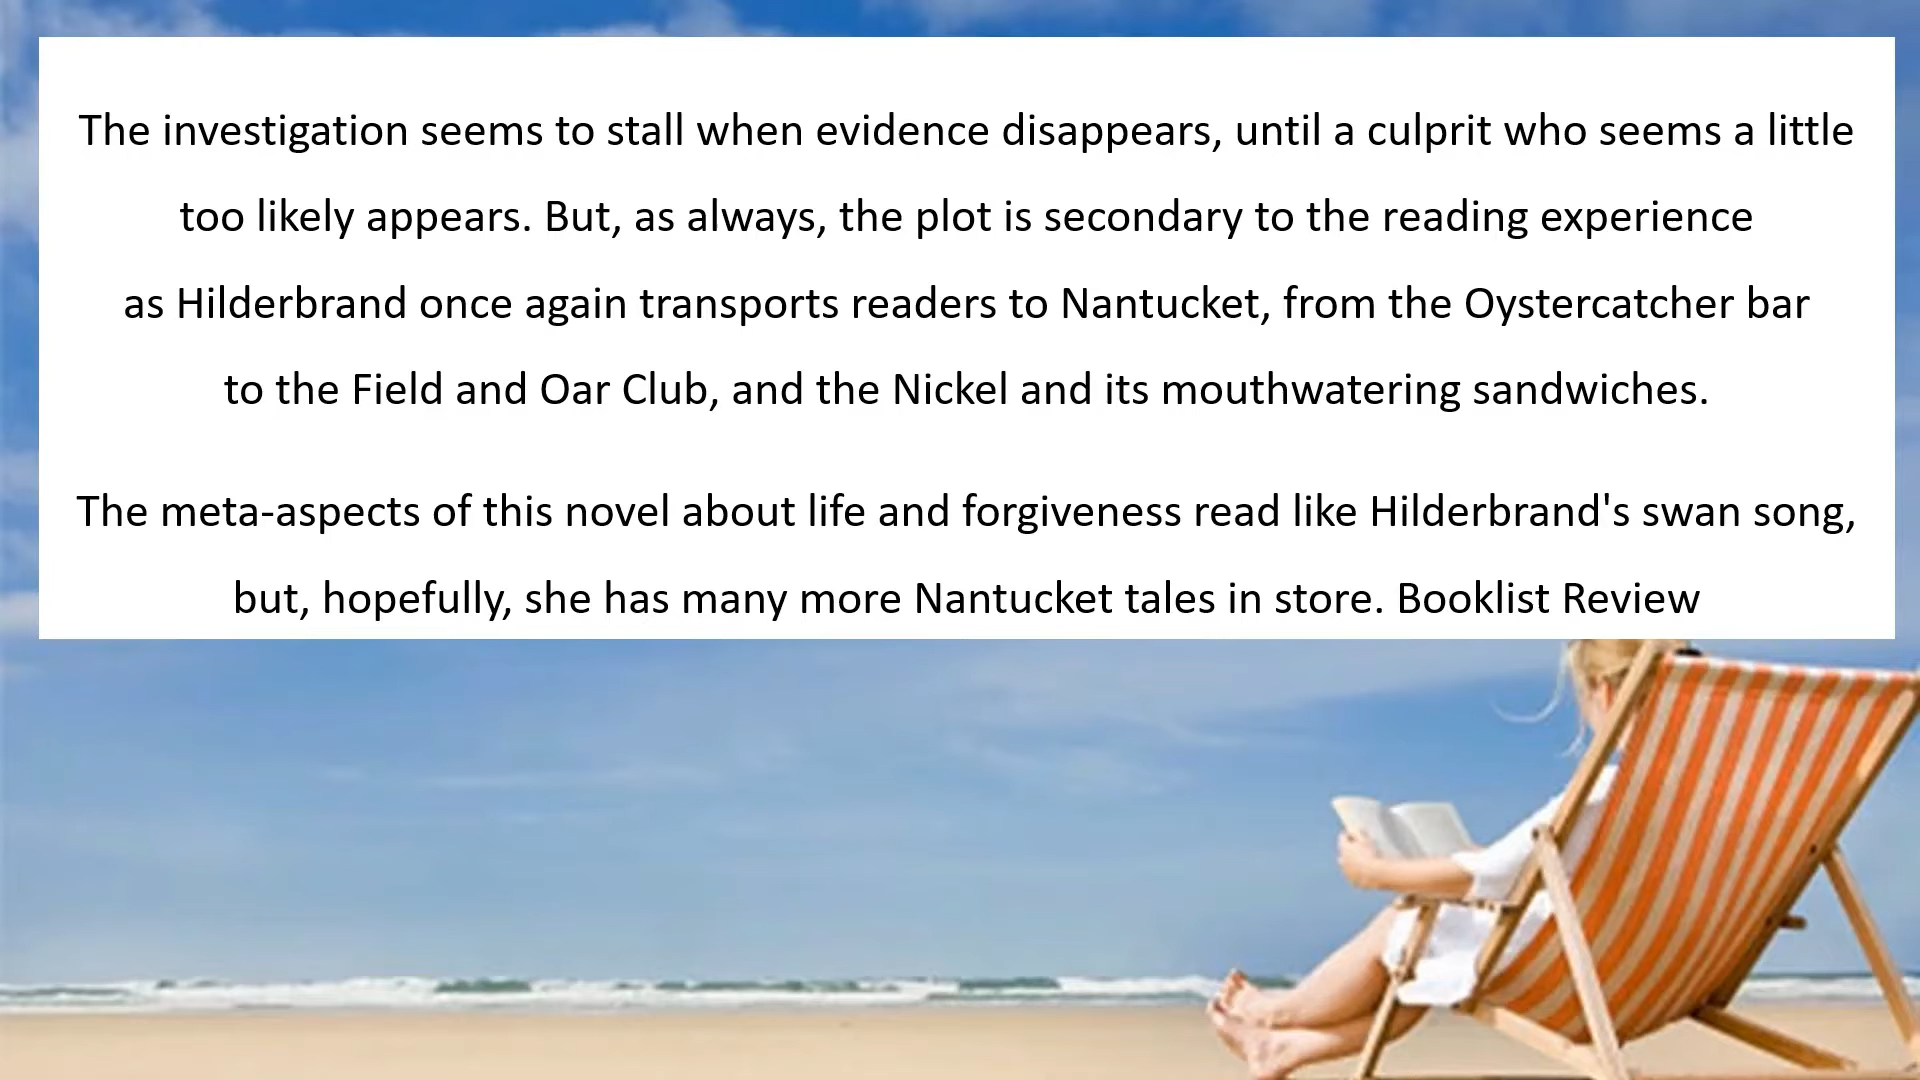 The investigation seems to stall when evidence disappears, until a culprit who seems a little
too likely appears. But, as always, the plot is secondary to the reading experience
as Hilderbrand once again transports readers to Nantucket, from the Oystercatcher bar
to the Field and Oar Club, and the Nickel and its mouthwatering sandwiches.
The meta-aspects of this novel about life and forgiveness read like Hilderbrand's swan song,
but, hopefully, she has many more Nantucket tales in store. Booklist Review